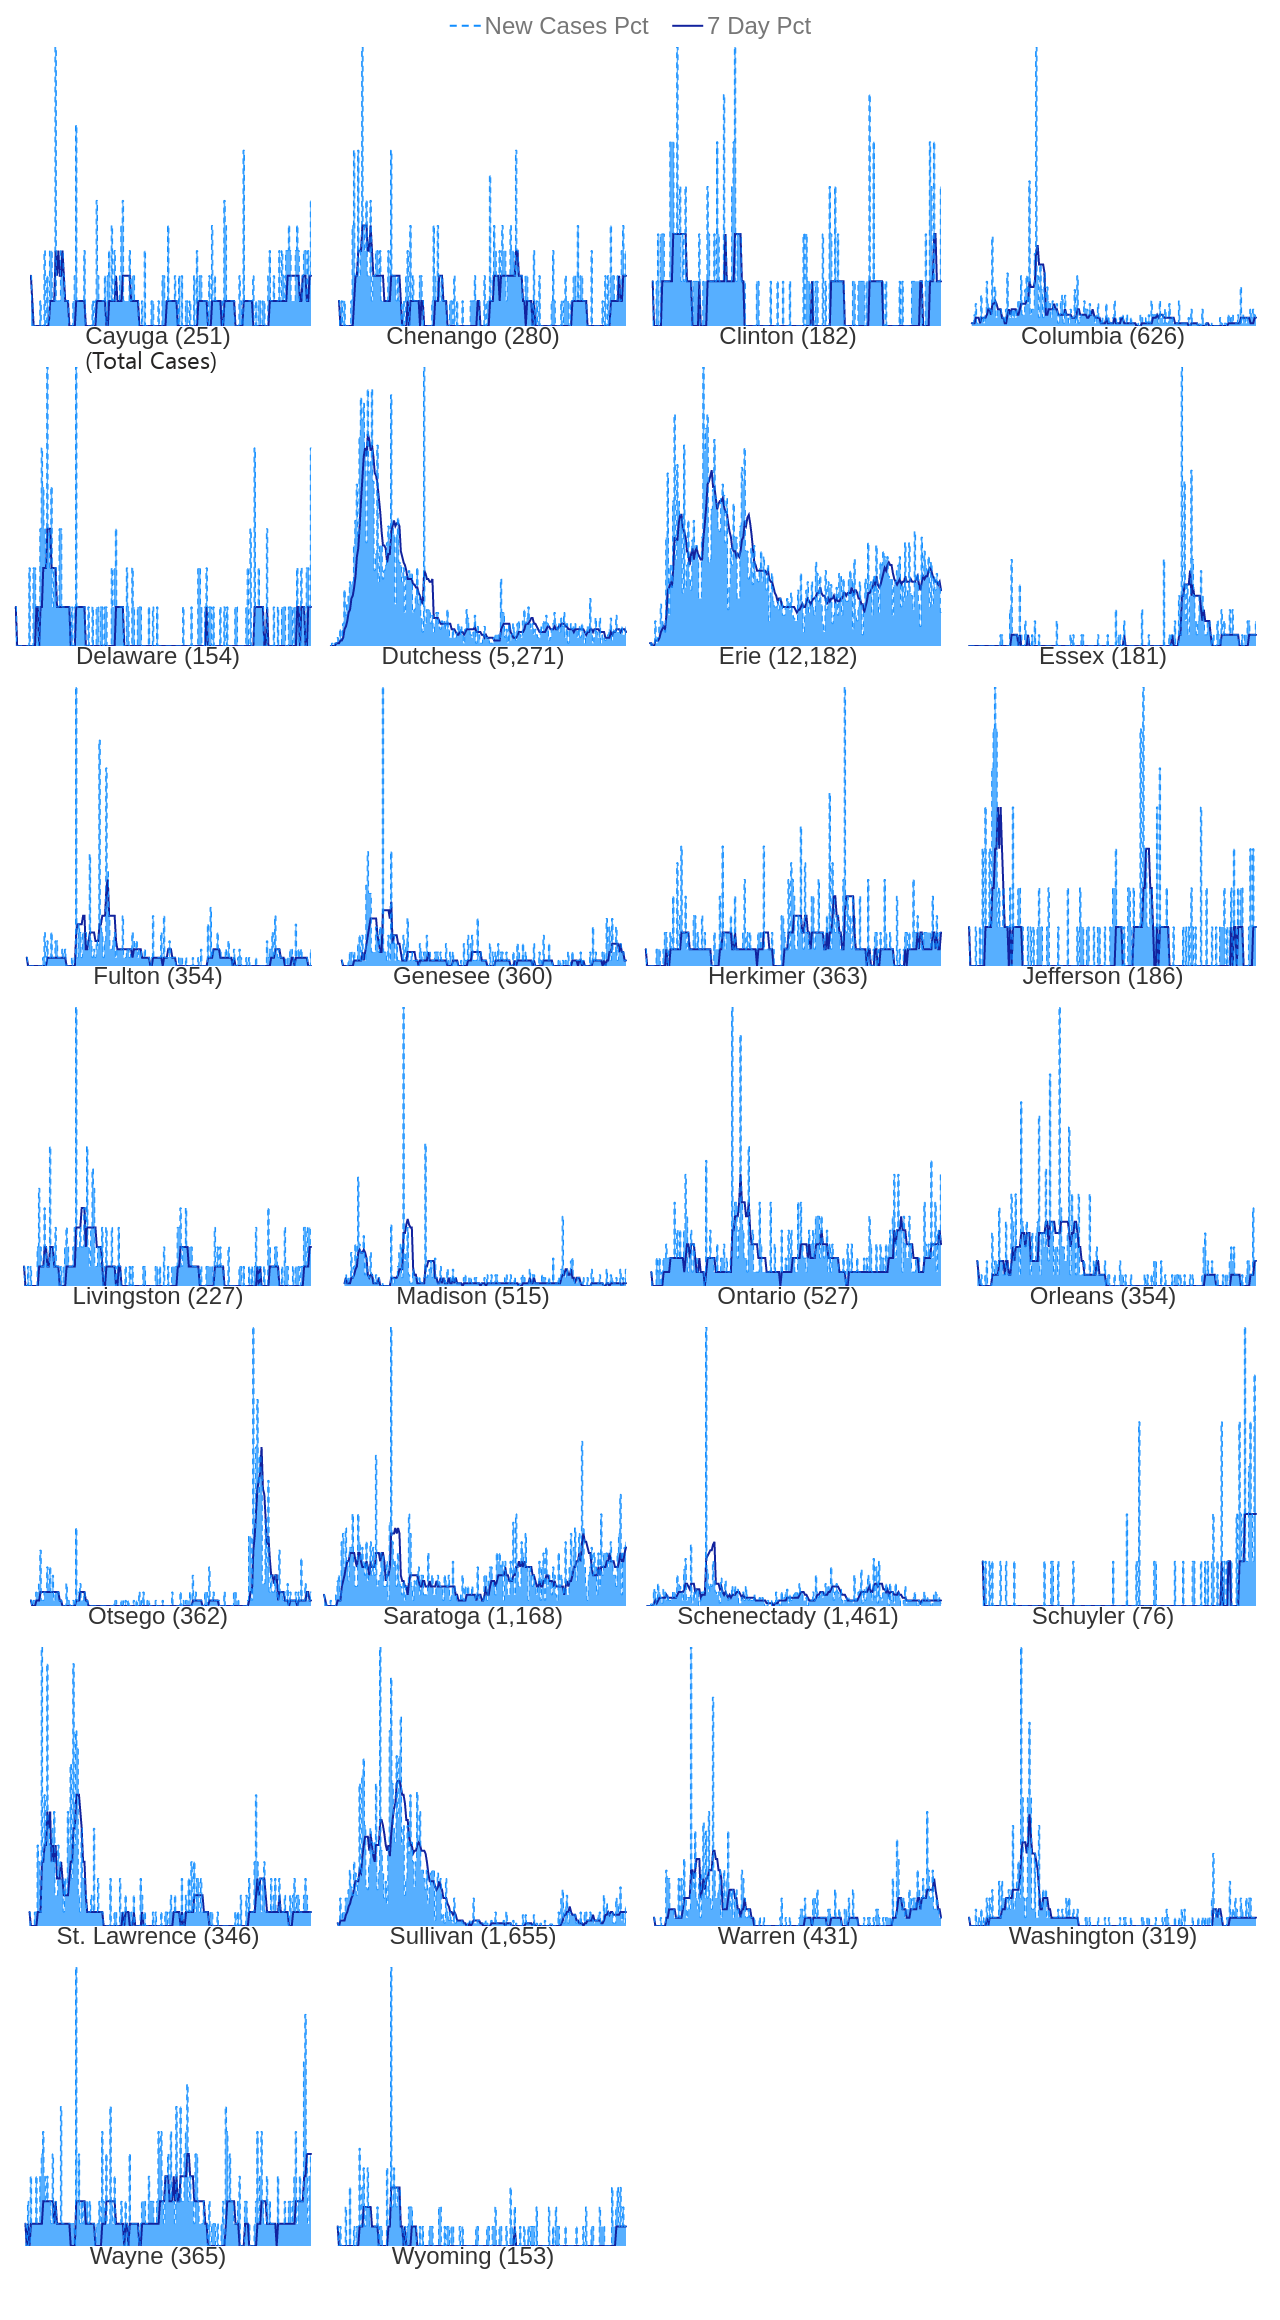 New Cases Pct 7 Day Pct
Cayuga (251) Chenango (280) Clinton (182) Columbia (626)
(Total Cases)
Delaware (154) Dutchess (5,271) Erie (12,182) Essex (181)
Fulton (354) Genesee (360) Herkimer (363) Jefferson (186)
Livingston (227) Madison (515) Ontario (527) Orleans (354)
Otsego (362) Saratoga (1,168) Schenectady (1,461) Schuyler (76)
St. Lawrence (346) Sullivan (1,655) Warren (431) Washington (319)
Wayne (365) Wyoming (153)